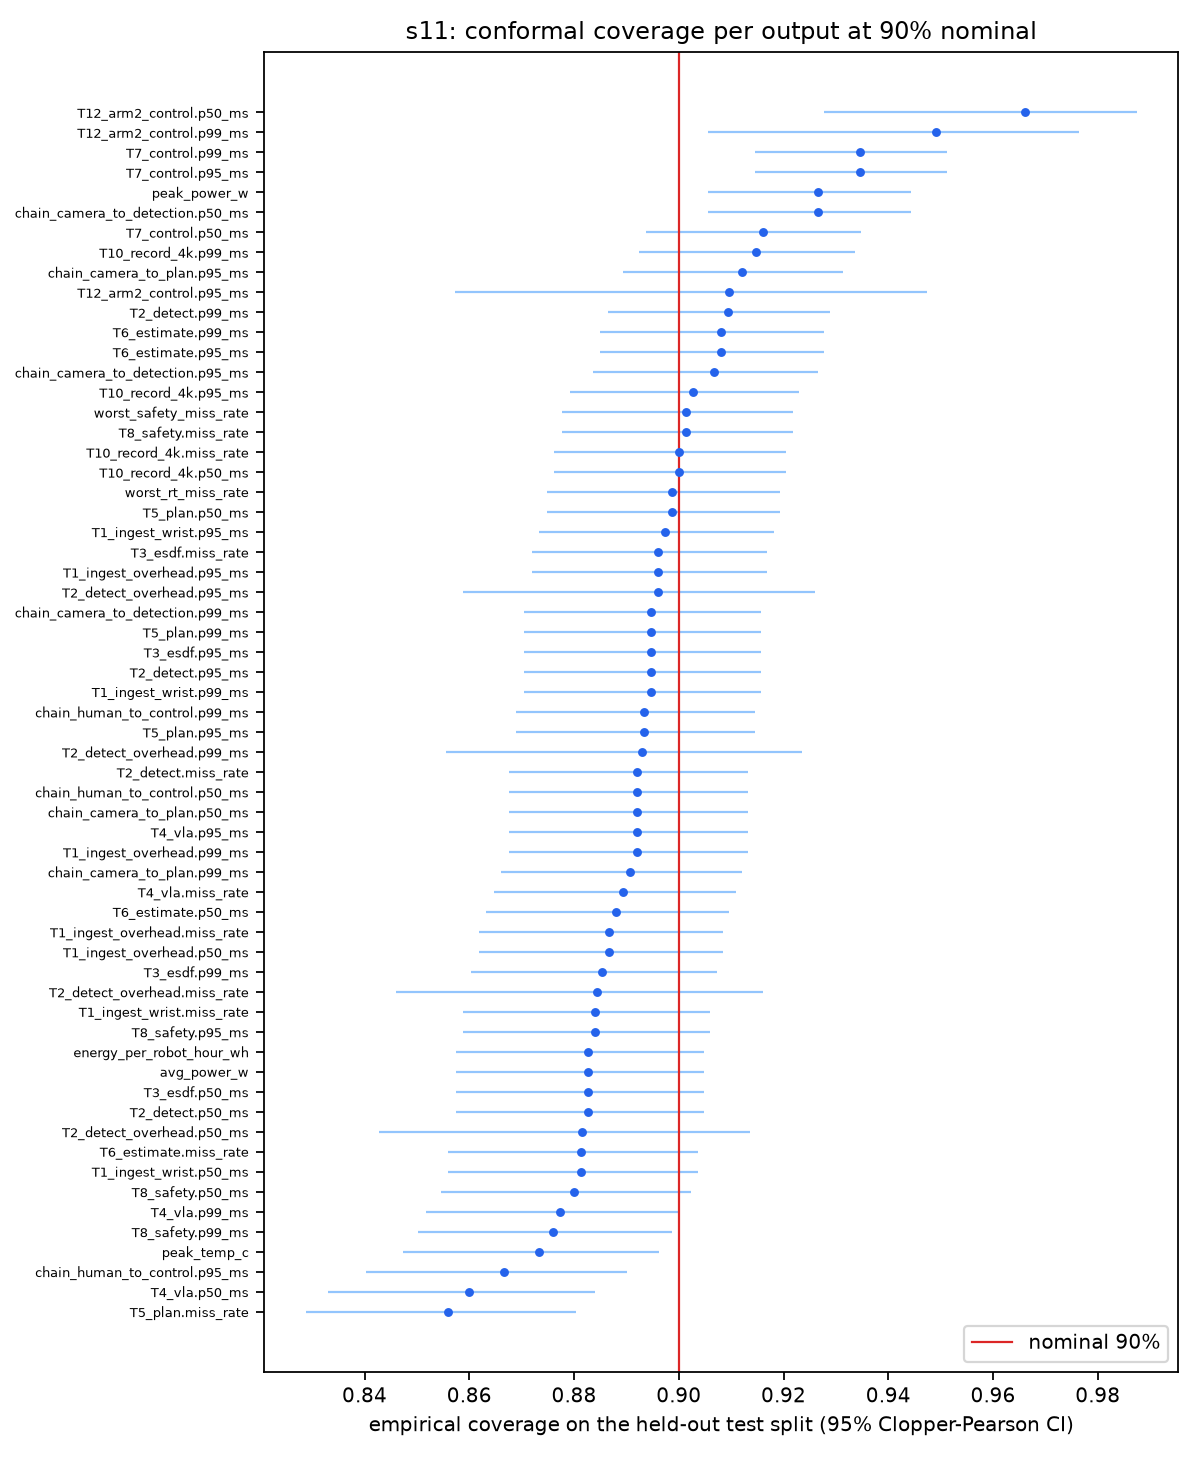 s11: conformal coverage per output at 90% nominal
T12_arm2_control.p50_ms
T12_arm2_control.p99_ms
T7_control.p99_ms
T7_control.p95_ms
peak_power_w
chain_camera_to_detection.p50_ms
T7_control.p50_ms
T10_record_4k.p99_ms
chain_camera_to_plan.p95_ms
T12_arm2_control.p95_ms
T2_detect.p99_ms
T6_estimate.p99_ms
T6_estimate.p95_ms
chain_camera_to_detection.p95_ms
T10_record_4k.p95_ms
worst_safety_miss_rate
T8_safety.miss_rate
T10_record_4k.miss_rate
T10_record_4k.p50_ms
worst_rt_miss_rate
T5_plan.p50_ms
T1_ingest_wrist.p95_ms
T3_esdf.miss_rate
T1_ingest_overhead.p95_ms
T2_detect_overhead.p95_ms
chain_camera_to_detection.p99_ms
T5_plan.p99_ms
T3_esdf.p95_ms
T2_detect.p95_ms
T1_ingest_wrist.p99_ms
chain_human_to_control.p99_ms
T5_plan.p95_ms
T2_detect_overhead.p99_ms
T2_detect.miss_rate
chain_human_to_control.p50_ms
chain_camera_to_plan.p50_ms
T4_vla.p95_ms
T1_ingest_overhead.p99_ms
chain_camera_to_plan.p99_ms
T4_vla.miss_rate
T6_estimate.p50_ms
T1_ingest_overhead.miss_rate
T1_ingest_overhead.p50_ms
T3_esdf.p99_ms
T2_detect_overhead.miss_rate
T1_ingest_wrist.miss_rate
T8_safety.p95_ms
energy_per_robot_hour_wh
avg_power_w
T3_esdf.p50_ms
T2_detect.p50_ms
T2_detect_overhead.p50_ms
T6_estimate.miss_rate
T1_ingest_wrist.p50_ms
T8_safety.p50_ms
T4_vla.p99_ms
T8_safety.p99_ms
peak_temp_c
chain_human_to_control.p95_ms
T4_vla.p50_ms
T5_plan.miss_rate
nominal 90%
0.84 0.86 0.88 0.90 0.92 0.94 0.96 0.98
empirical coverage on the held-out test split (95% Clopper-Pearson CI)